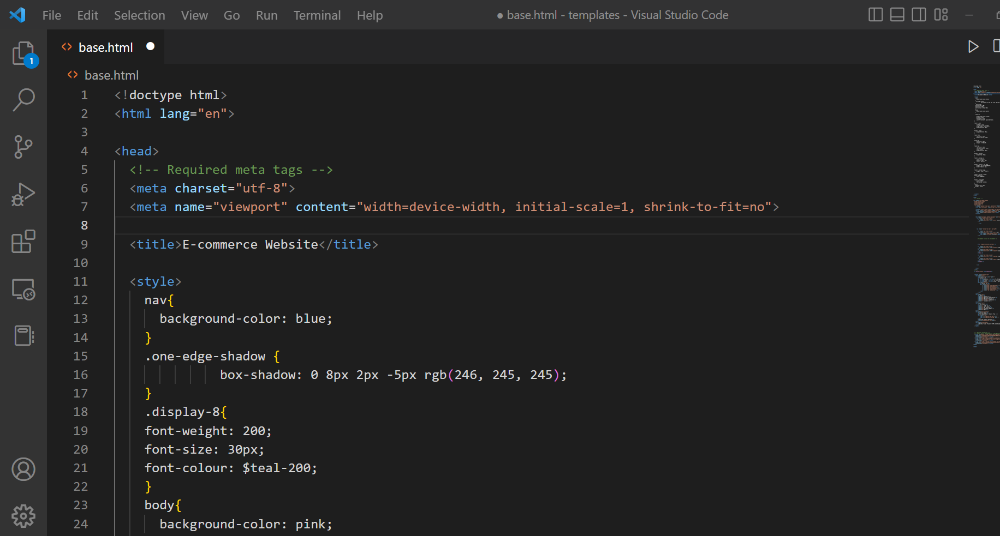 File Edit Selection View Go Run Terminal Help ● base.html - templates - Visual Studio Code
<> base.html ●
1
<> base.html
1 <!doctype html>
2 <html lang="en">
3
4 <head>
5 <!-- Required meta tags -->
6 <meta charset="utf-8">
7 <meta name="viewport" content="width=device-width, initial-scale=1, shrink-to-fit=no">
8
9 <title>E-commerce Website</title>
10
11 <style>
12 nav{
13 background-color: blue;
14 }
15 .one-edge-shadow {
16 box-shadow: 0 8px 2px -5px rgb(246, 245, 245);
17 }
18 .display-8{
19 font-weight: 200;
20 font-size: 30px;
21 font-colour: $teal-200;
22 }
23 body{
24 background-color: pink;